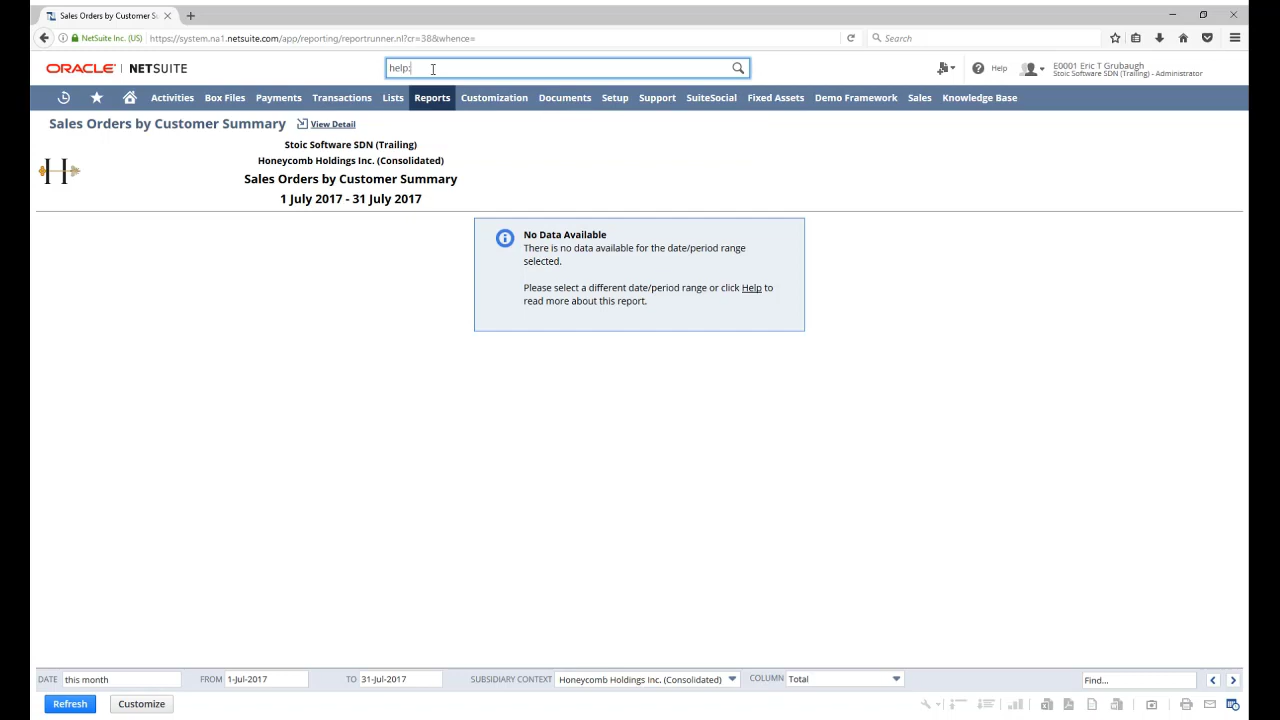 Sales Orders by Customer S
NetSuite Inc. (US) https://system.na1.netsuite.com/app/reporting/reportrunner.nl?cr=38&whence= Search
ORACLE | NETSUITE help: Help E0001 Eric T Grubaugh
Stoic Software SDN (Trailing) - Administrator
Activities Box Files Payments Transactions Lists Reports Customization Documents Setup Support SuiteSocial Fixed Assets Demo Framework Sales Knowledge Base
Sales Orders by Customer Summary View Detail
Stoic Software SDN (Trailing)
Honeycomb Holdings Inc. (Consolidated)
Sales Orders by Customer Summary
1 July 2017 - 31 July 2017
No Data Available
There is no data available for the date/period range
selected.
Please select a different date/period range or click Help to
read more about this report.
DATE this month FROM 1-Jul-2017 TO 31-Jul-2017 SUBSIDIARY CONTEXT Honeycomb Holdings Inc. (Consolidated) COLUMN Total Find...
Refresh Customize